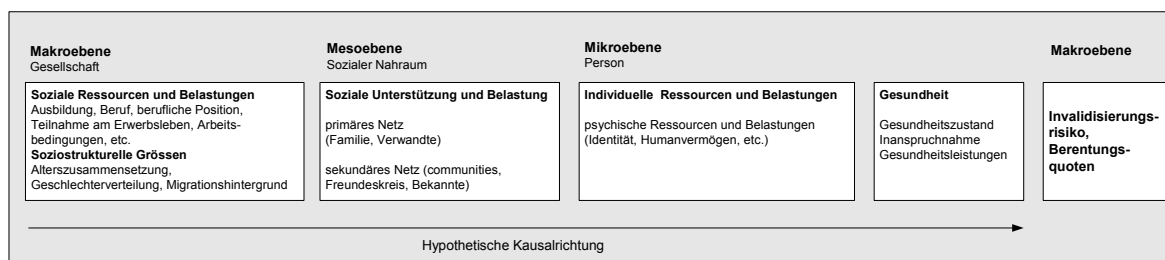 Makroebene
Gesellschaft
Mesoebene
Sozialer Nahraum
Mikroebene
Person
Makroebene
Soziale Ressourcen und Belastungen
Ausbildung, Beruf, berufliche Position,
Teilnahme am Erwerbsleben, Arbeits-
bedingungen, etc.
Soziostrukturelle Grössen
Alterszusammensetzung,
Geschlechterverteilung, Migrationshintergrund
Soziale Unterstützung und Belastung
primäres Netz
(Familie, Verwandte)
sekundäres Netz (communities,
Freundeskreis, Bekannte)
Individuelle Ressourcen und Belastungen
psychische Ressourcen und Belastungen
(Identität, Humanvermögen, etc.)
Gesundheit
Gesundheitszustand
Inanspruchnahme
Gesundheitsleistungen
Invalidisierungs-
risiko,
Berentungs-
quoten
Hypothetische Kausalrichtung